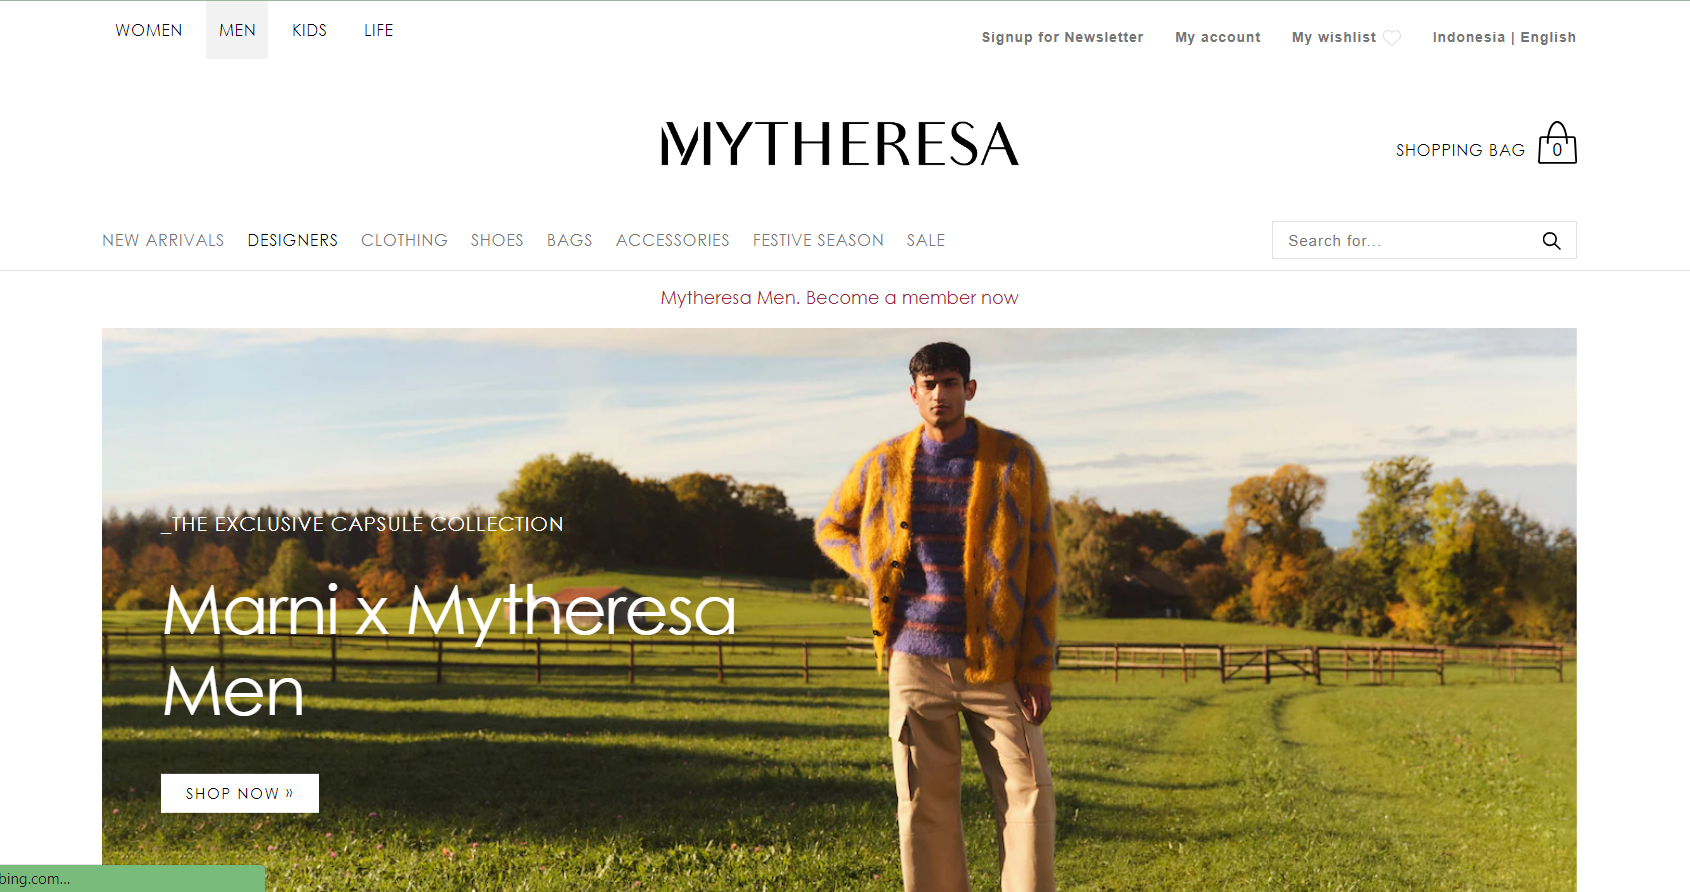 WOMEN MEN KIDS LIFE
Signup for Newsletter My account My wishlist Indonesia | English
MYTHERESA
SHOPPING BAG 0
NEW ARRIVALS DESIGNERS CLOTHING SHOES BAGS ACCESSORIES FESTIVE SEASON SALE
Search for...
Mytheresa Men. Become a member now
_THE EXCLUSIVE CAPSULE COLLECTION
Marni x Mytheresa
Men
SHOP NOW »
bing.com...